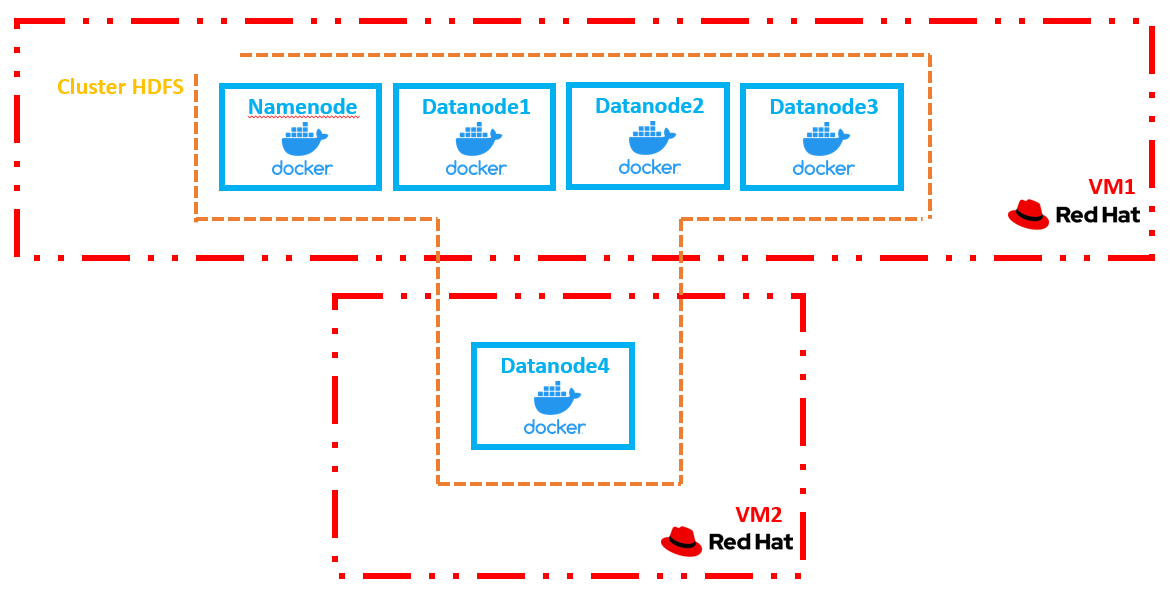 Cluster HDFS
Namenode
docker
Datanode1
docker
Datanode2
docker
Datanode3
docker
VM1
Red Hat
Datanode4
docker
VM2
Red Hat